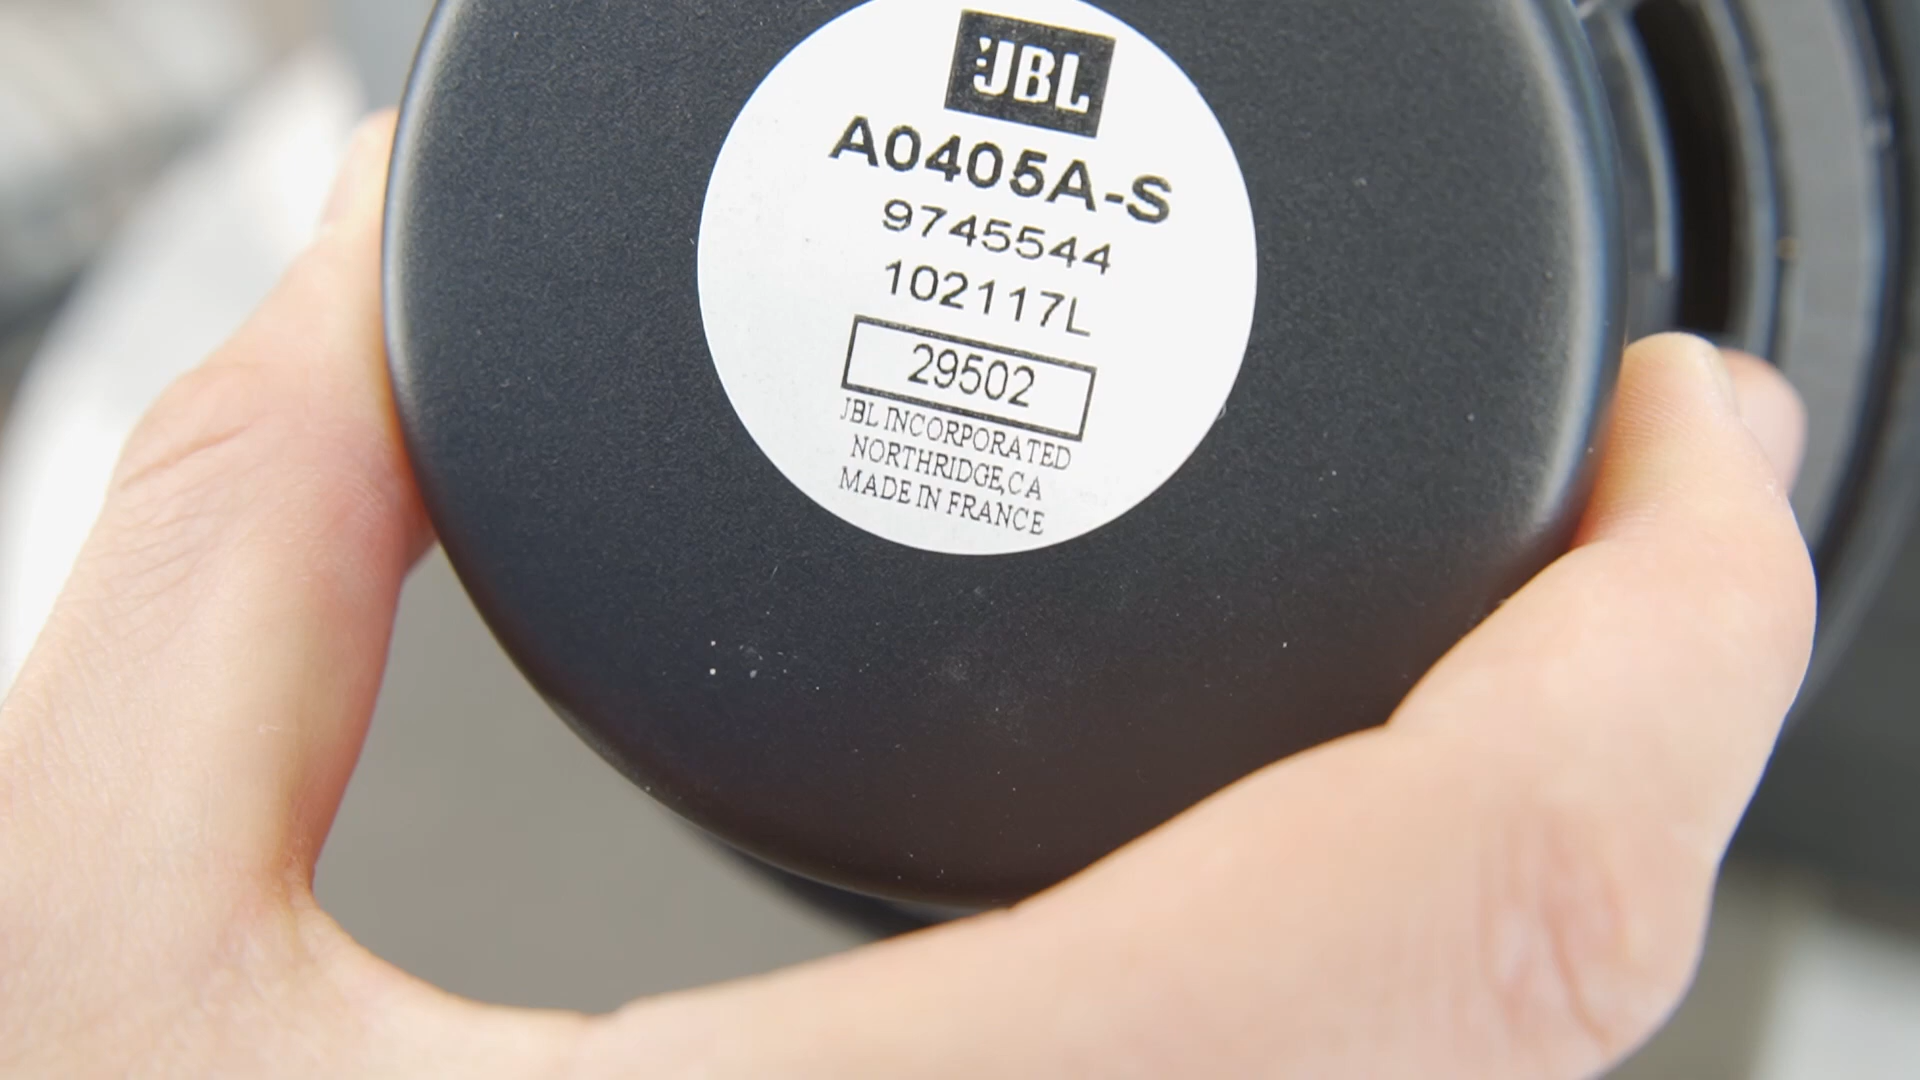 JBL
A0405A-S
9745544
102117L
29502
JBL INCORPORATED
NORTHRIDGE,CA
MADE IN FRANCE